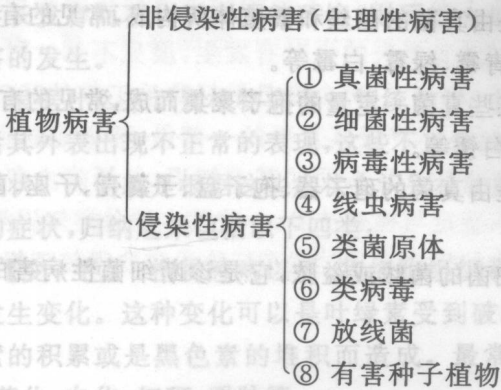 非侵染性病害(生理性病害)
植物病害
侵染性病害
① 真菌性病害
② 细菌性病害
③ 病毒性病害
④ 线虫病害
⑤ 类菌原体
⑥ 类病毒
⑦ 放线菌
⑧ 有害种子植物